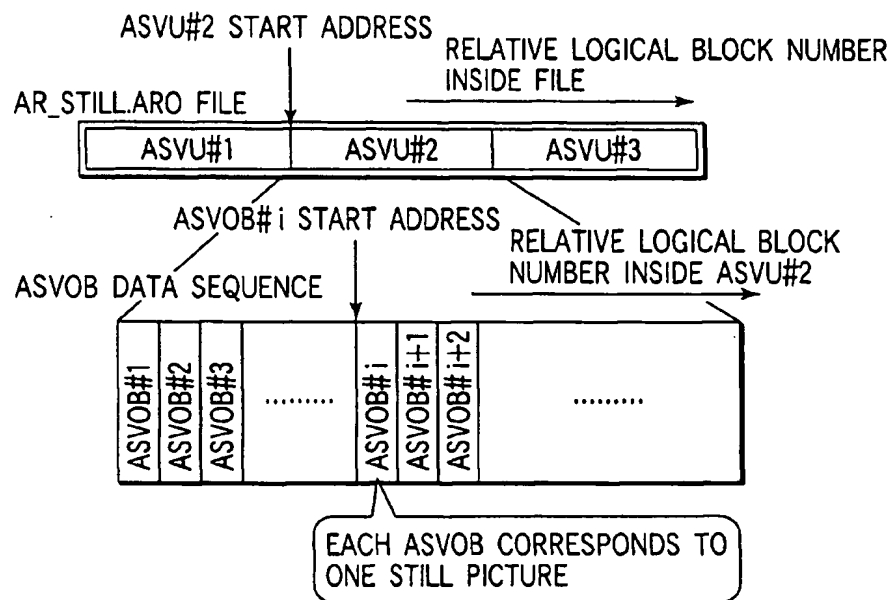 ASVU#2 START ADDRESS
RELATIVE LOGICAL BLOCK NUMBER
INSIDE FILE
AR_STILL.ARO FILE
ASVU#1
ASVU#2
ASVU#3
ASVOB#i START ADDRESS
RELATIVE LOGICAL BLOCK
NUMBER INSIDE ASVU#2
ASVOB DATA SEQUENCE
ASVOB#1
ASVOB#2
ASVOB#3
.........
ASVOB#i
ASVOB#i+1
ASVOB#i+2
.........
EACH ASVOB CORRESPONDS TO
ONE STILL PICTURE